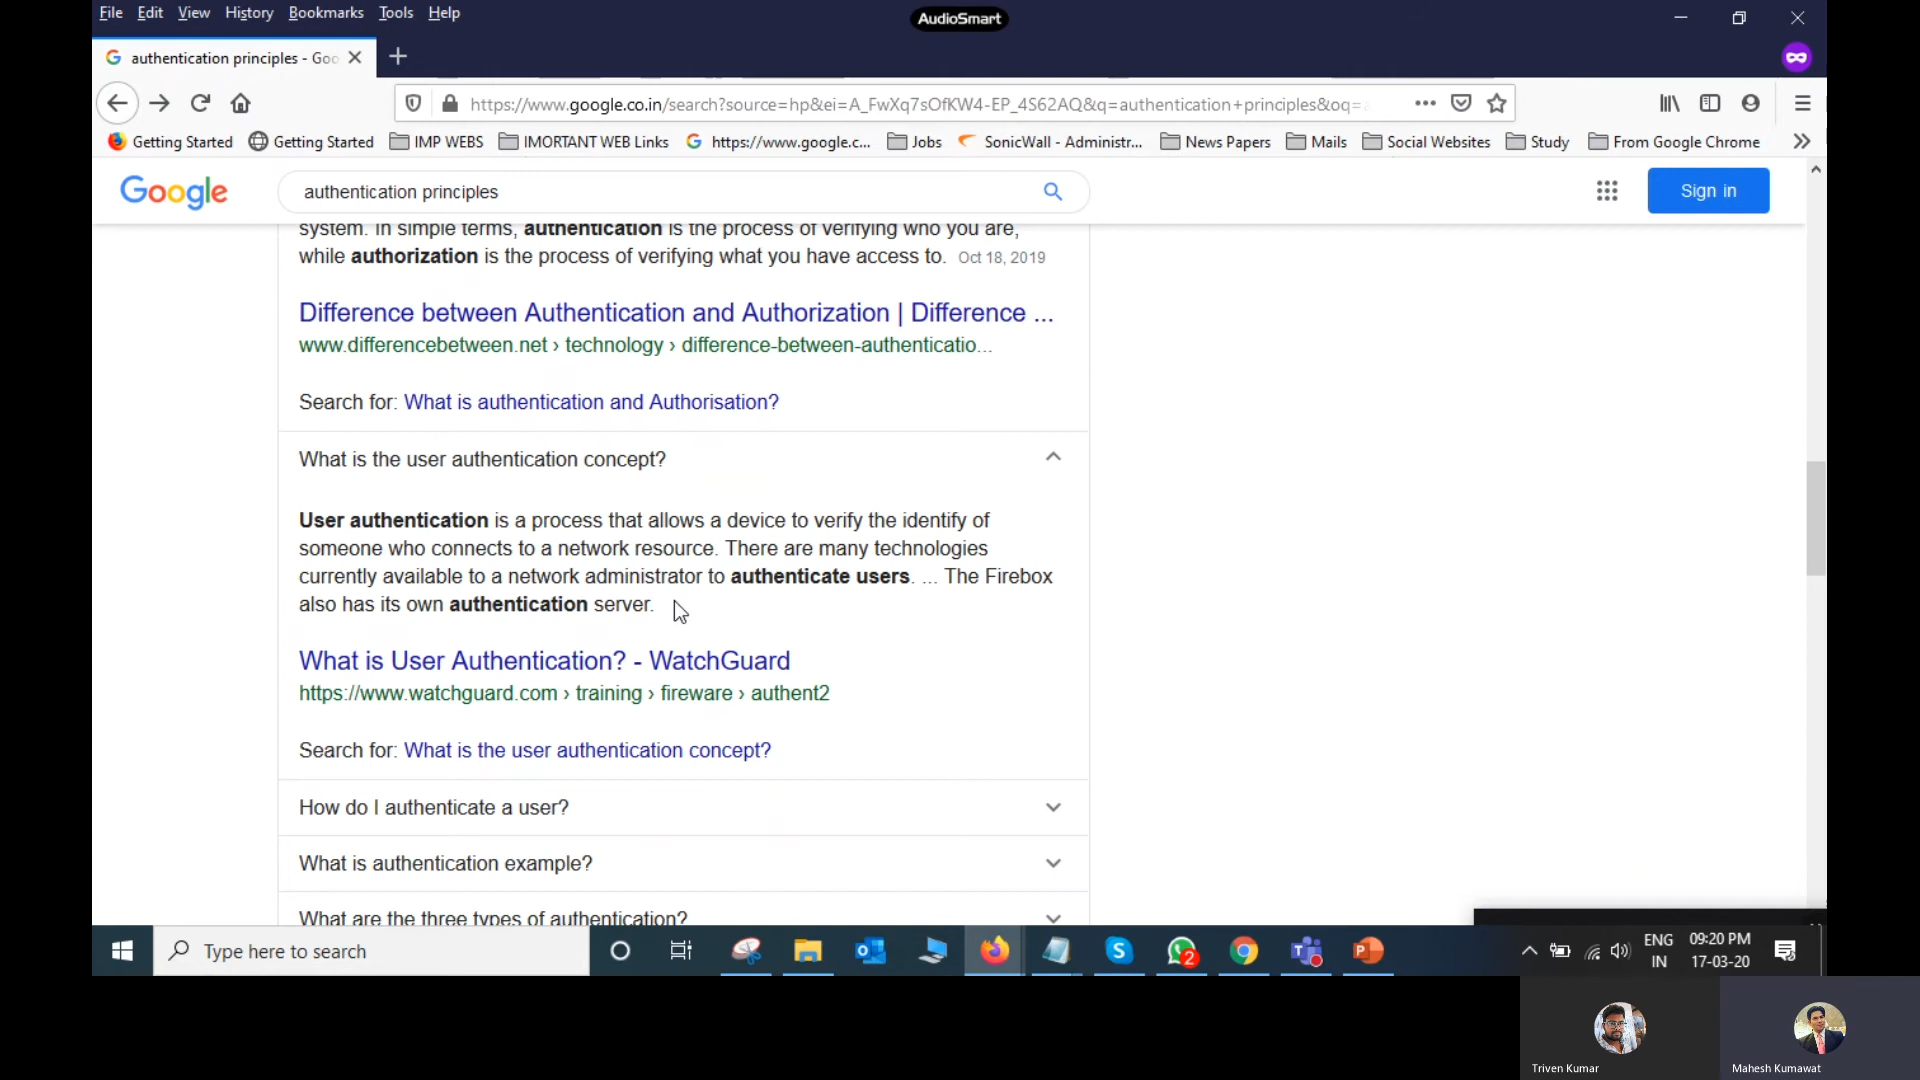 File Edit View History Bookmarks Tools Help
AudioSmart
authentication principles - Goo
https://www.google.co.in/search?source=hp&ei=A_FwXq7sOfKW4-EP_4S62AQ&q=authentication+principles&oq=
Getting Started Getting Started IMP WEBS IMORTANT WEB Links https://www.google.c... Jobs SonicWall - Administr... News Papers Mails Social Websites Study From Google Chrome
Google authentication principles Sign in
system. In simple terms, authentication is the process of verifying who you are,
while authorization is the process of verifying what you have access to. Oct 18, 2019
Difference between Authentication and Authorization | Difference ...
www.differencebetween.net › technology › difference-between-authenticatio...
Search for: What is authentication and Authorisation?
What is the user authentication concept?
User authentication is a process that allows a device to verify the identify of
someone who connects to a network resource. There are many technologies
currently available to a network administrator to authenticate users. ... The Firebox
also has its own authentication server.
What is User Authentication? - WatchGuard
https://www.watchguard.com › training › fireware › authent2
Search for: What is the user authentication concept?
How do I authenticate a user?
What is authentication example?
What are the three types of authentication?
Type here to search
2
ENG
IN
09:20 PM
17-03-20
Triven Kumar
Mahesh Kumawat